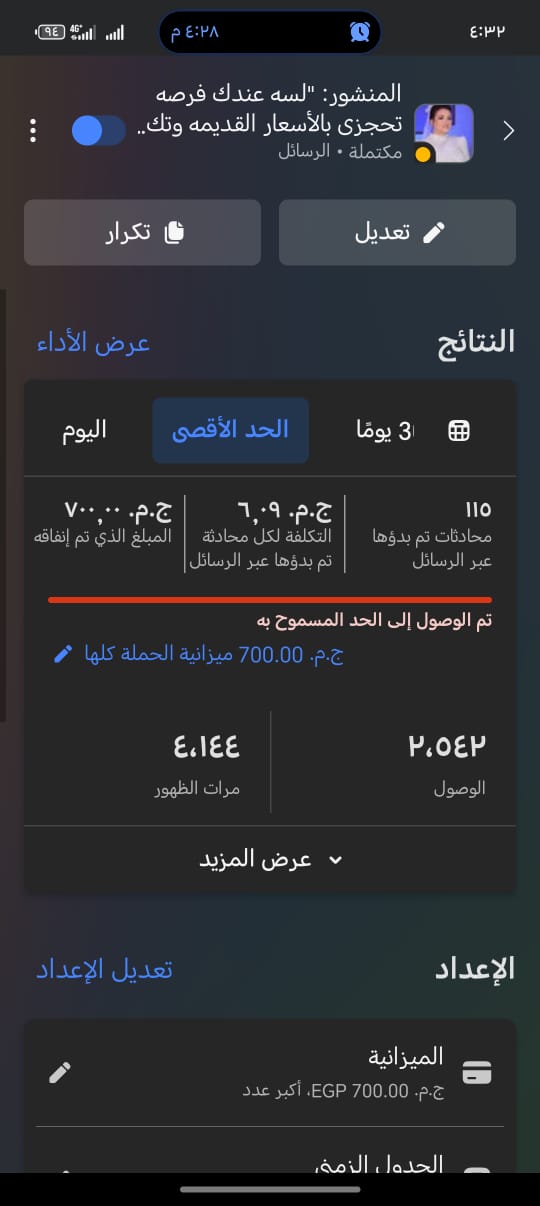 ٤:٣٢
٤:٢٨ م
4G+
٩٤
المنشور: "لسه عندك فرصه
تحجزى بالأسعار القديمه وتك..
مكتملة • الرسائل
تعديل
تكرار
النتائج
عرض الأداء
30 يومًا
الحد الأقصى
اليوم
١١٥
محادثات تم بدؤها
عبر الرسائل
ج.م. ٦,٠٩
التكلفة لكل محادثة
تم بدؤها عبر الرسائل
ج.م. ٧٠٠,٠٠
المبلغ الذي تم إنفاقه
تم الوصول إلى الحد المسموح به
ج.م. 700.00 ميزانية الحملة كلها
٢،٥٤٢
الوصول
٤،١٤٤
مرات الظهور
عرض المزيد
الإعداد
تعديل الإعداد
الميزانية
ج.م. 700.00 EGP، أكبر عدد
الجدول الزمني